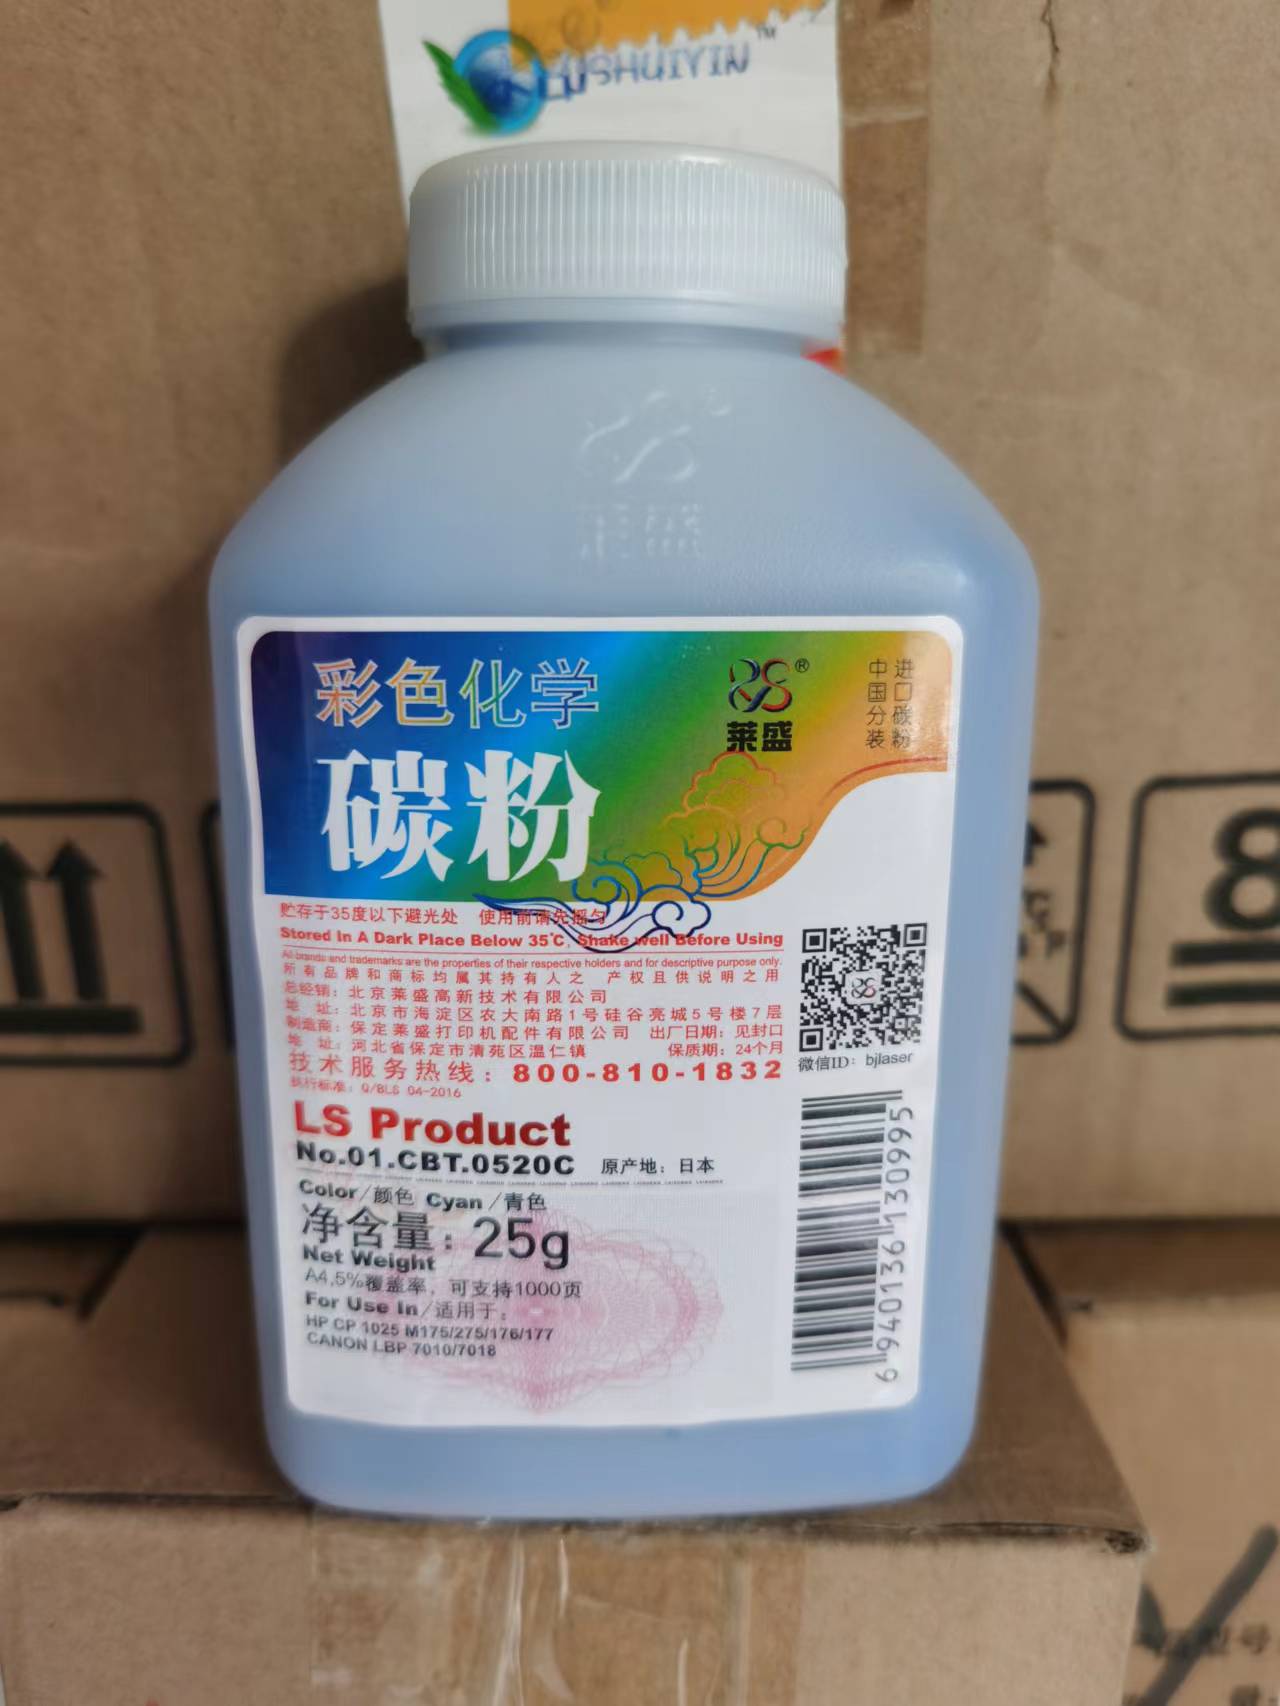 SHUIYIN™
彩色化学
碳粉
莱盛®
进口碳粉
中国分装
贮存于35度以下避光处 使用前请先摇匀
Stored In A Dark Place Below 35℃, Shake well Before Using
All brands and trademarks are the properties of their respective holders and for descriptive purpose only.
所有品牌和商标均属其持有人之 产权且供说明之用
总经销：北京莱盛高新技术有限公司
地 址：北京市海淀区农大南路1号硅谷亮城5号楼7层
制造商：保定莱盛打印机配件有限公司 出厂日期：见封口
地 址：河北省保定市清苑区温仁镇 保质期：24个月
技术服务热线：800-810-1832
执行标准：Q/BLS 04-2016
微信ID：bjlaser
LS Product
No.01.CBT.0520C 原产地：日本
Color/颜色 Cyan/青色
净含量：25g
Net Weight
A4,5%覆盖率，可支持1000页
For Use In/适用于：
HP CP 1025 M175/275/176/177
CANON LBP 7010/7018
6 940136 130995
8